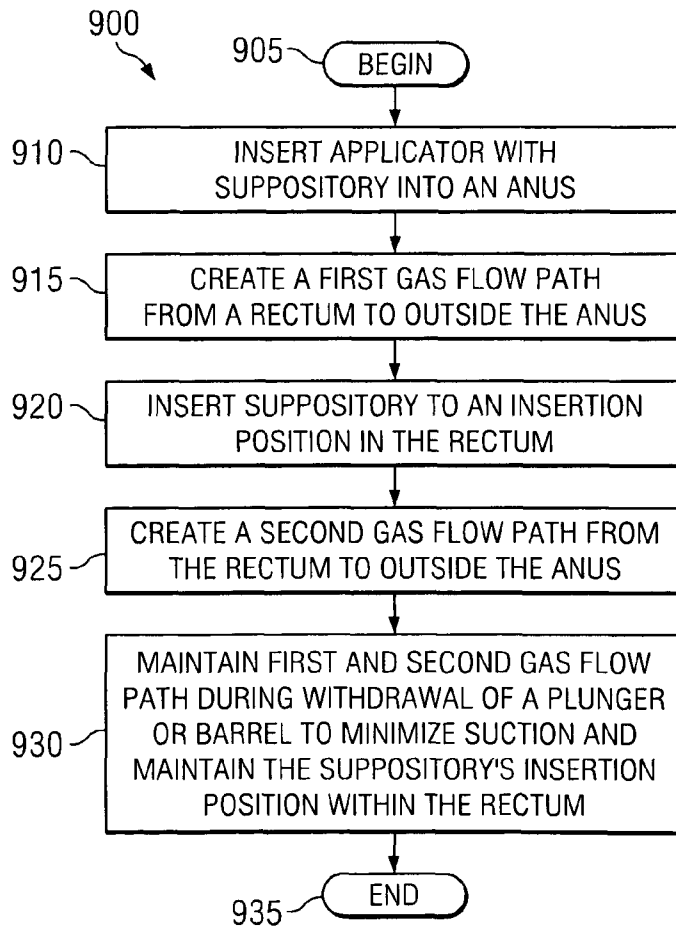 900
905
BEGIN
910
INSERT APPLICATOR WITH
SUPPOSITORY INTO AN ANUS
915
CREATE A FIRST GAS FLOW PATH
FROM A RECTUM TO OUTSIDE THE ANUS
920
INSERT SUPPOSITORY TO AN INSERTION
POSITION IN THE RECTUM
925
CREATE A SECOND GAS FLOW PATH FROM
THE RECTUM TO OUTSIDE THE ANUS
930
MAINTAIN FIRST AND SECOND GAS FLOW
PATH DURING WITHDRAWAL OF A PLUNGER
OR BARREL TO MINIMIZE SUCTION AND
MAINTAIN THE SUPPOSITORY'S INSERTION
POSITION WITHIN THE RECTUM
935
END